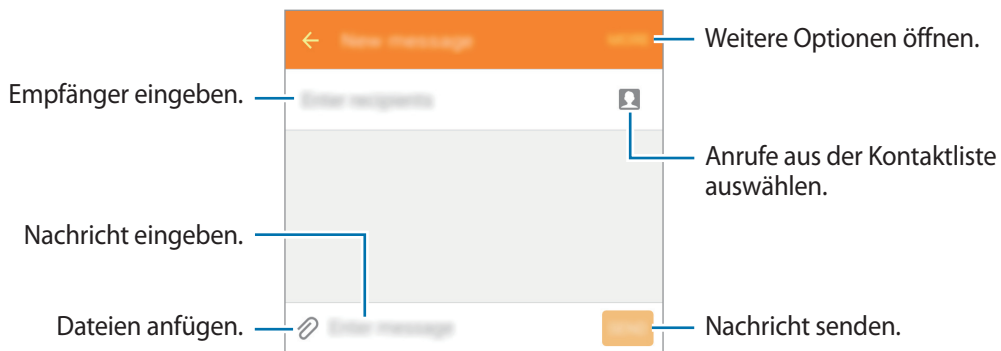 Weitere Optionen öffnen.
Empfänger eingeben.
Anrufe aus der Kontaktliste
auswählen.
Nachricht eingeben.
Dateien anfügen.
Nachricht senden.